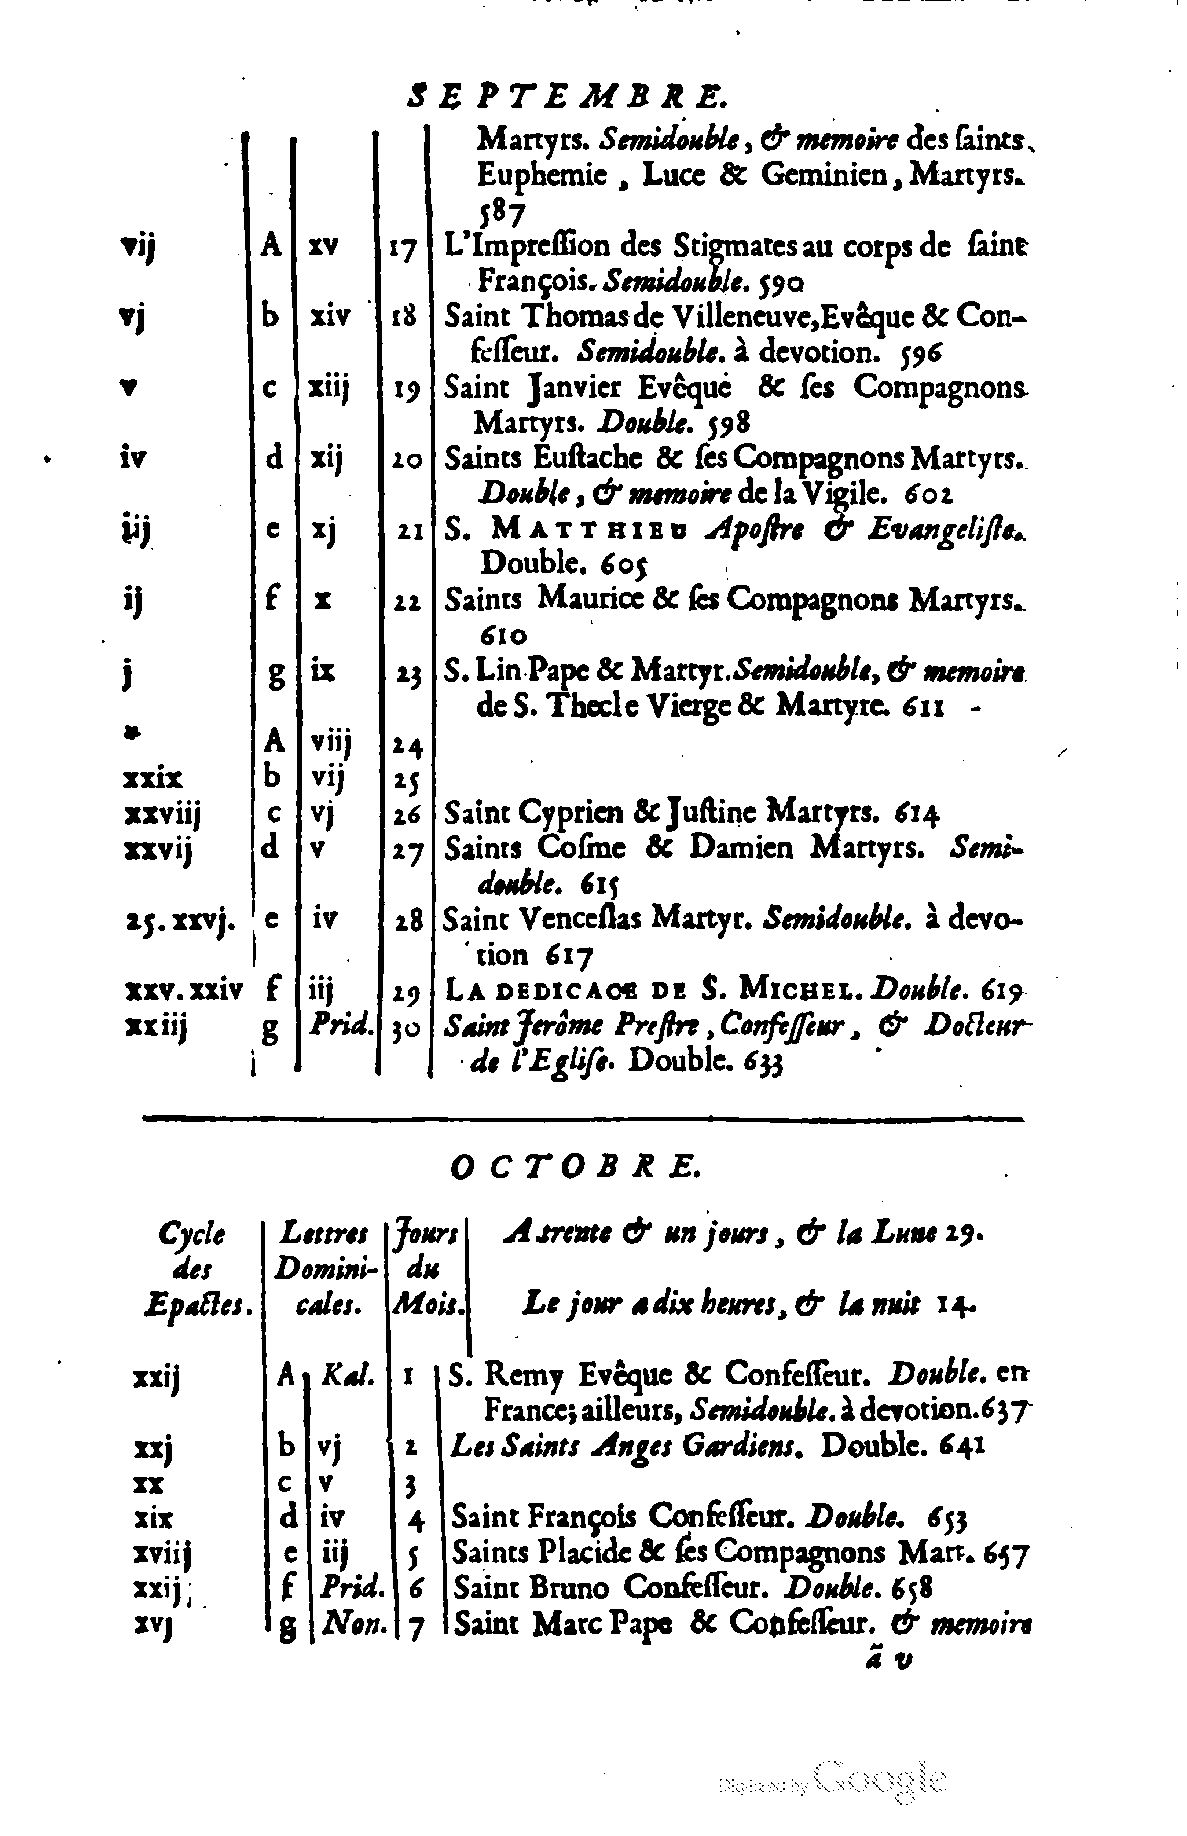 SEPTEMBRE.
Martyrs. Semidouble, & memoire des saints
Euphemie, Luce & Geminien, Martyrs.
587
vij A xv 17 L'Impreſſion des Stigmates au corps de ſaint
François. Semidouble. 590
vj b xiv 18 Saint Thomas de Villeneuve, Evêque & Con-
feſſeur. Semidouble. à devotion. 596
v c xiij 19 Saint Janvier Evêque & ſes Compagnons
Martyrs. Double. 598
iv d xij 20 Saints Euſtache & ſes Compagnons Martyrs.
Double, & memoire de la Vigile. 602
iij e xj 21 S. MATTHIEU Apoſtre & Evangeliſte.
Double. 605
ij f x 22 Saints Maurice & ſes Compagnons Martyrs.
610
j g ix 23 S. Lin Pape & Martyr. Semidouble, & memoire
de S. Thecle Vierge & Martyre. 611
* A viij 24
xxix b vij 25
xxviij c vj 26 Saint Cyprien & Juſtine Martyrs. 614
xxvij d v 27 Saints Coſme & Damien Martyrs. Semi-
double. 615
25. xxvj. e iv 28 Saint Venceſlas Martyr. Semidouble. à devo-
tion 617
xxv. xxiv f iij 29 LA DEDICACE DE S. MICHEL. Double. 619
xxiij g Prid. 30 Saint Jerôme Preſtre, Confeſſeur, & Docteur
de l'Egliſe. Double. 633
OCTOBRE.
Cycle Lettres Jours A trente & un jours, & la Lune 29.
des Domini- du
Epactes. cales. Mois. Le jour a dix heures, & la nuit 14.
xxij A Kal. 1 S. Remy Evêque & Confeſſeur. Double. en
France; ailleurs, Semidouble. à devotion. 637
xxj b vj 2 Les Saints Anges Gardiens. Double. 641
xx c v 3
xix d iv 4 Saint François Confeſſeur. Double. 653
xviij e iij 5 Saints Placide & ſes Compagnons Mart. 657
xxij f Prid. 6 Saint Bruno Confeſſeur. Double. 658
xvj g Non. 7 Saint Marc Pape & Confeſſeur. & memoire
ã v
Digitized by Google